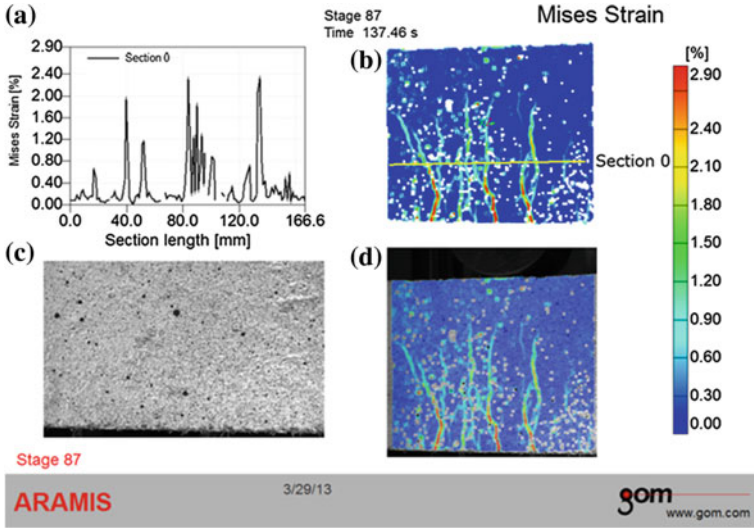 (a)
Stage 87
Time 137.46 s
Mises Strain
Mises Strain [%]
2.90
2.40
2.00
1.60
1.20
0.80
0.40
0.00
Section 0
0.0
40.0
80.0
120.0
166.6
Section length [mm]
(b)
Section 0
[%]
2.90
2.40
2.10
1.80
1.50
1.20
0.90
0.60
0.30
0.00
(c)
(d)
Stage 87
ARAMIS
3/29/13
gom
www.gom.com